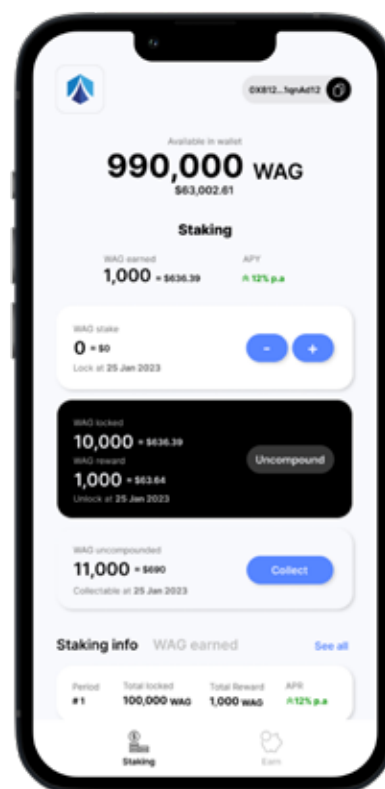 0X812...1qnAd12
Available in wallet
990,000 WAG
$63,002.61
Staking
WAG earned
1,000 = $636.39
APY
12% p.a
WAG stake
0 = $0
Lock at 25 Jan 2023
-
+
WAG locked
10,000 = $636.39
WAG reward
1,000 = $63.64
Unlock at 25 Jan 2023
Uncompound
WAG uncompounded
11,000 = $690
Collectable at 25 Jan 2023
Collect
Staking info WAG earned See all
Period Total locked Total Reward APR
#1 100,000 WAG 1,000 WAG 12% p.a
Staking Earn